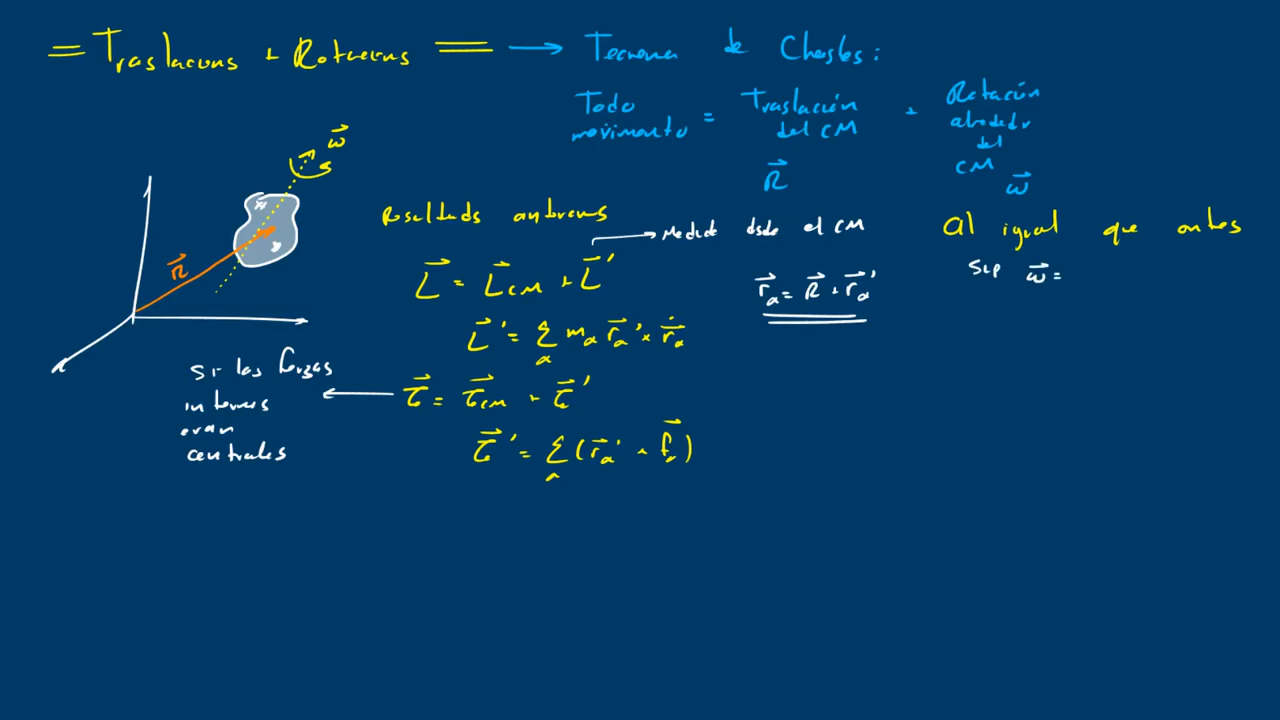 = Traslaciones + Rotaciones = → Teorema de Chasles:
Todo movimiento = Traslación del CM + Rotación alrededor del CM
R⃗ ω⃗
ω⃗
R⃗
Resultados anteriores
→ Medido desde el CM
L⃗ = L⃗CM + L⃗'
r⃗α = R⃗ + r⃗α'
L⃗' = Σα mα r⃗α' × ṙ⃗α
τ⃗ = τ⃗CM + τ⃗'
τ⃗' = Σα (r⃗α' × f⃗α)
Si las fuerzas
internas
eran
centrales
Al igual que antes
Sup ω⃗ =